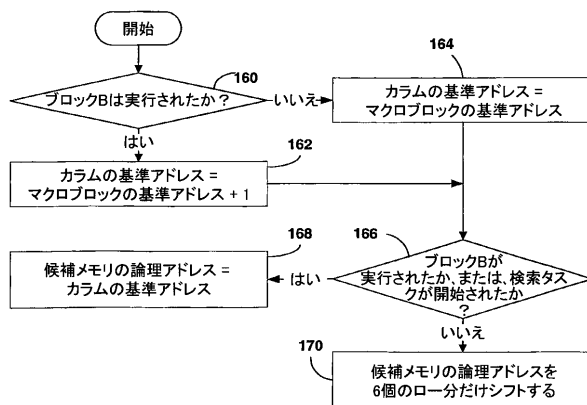 開始
160
ブロックBは実行されたか？
いいえ
164
カラムの基準アドレス =
マクロブロックの基準アドレス
はい
162
カラムの基準アドレス =
マクロブロックの基準アドレス + 1
168
候補メモリの論理アドレス =
カラムの基準アドレス
166
ブロックBが
実行されたか、または、検索タス
クが開始されたか
？
はい
いいえ
170
候補メモリの論理アドレスを
6個のロー分だけシフトする